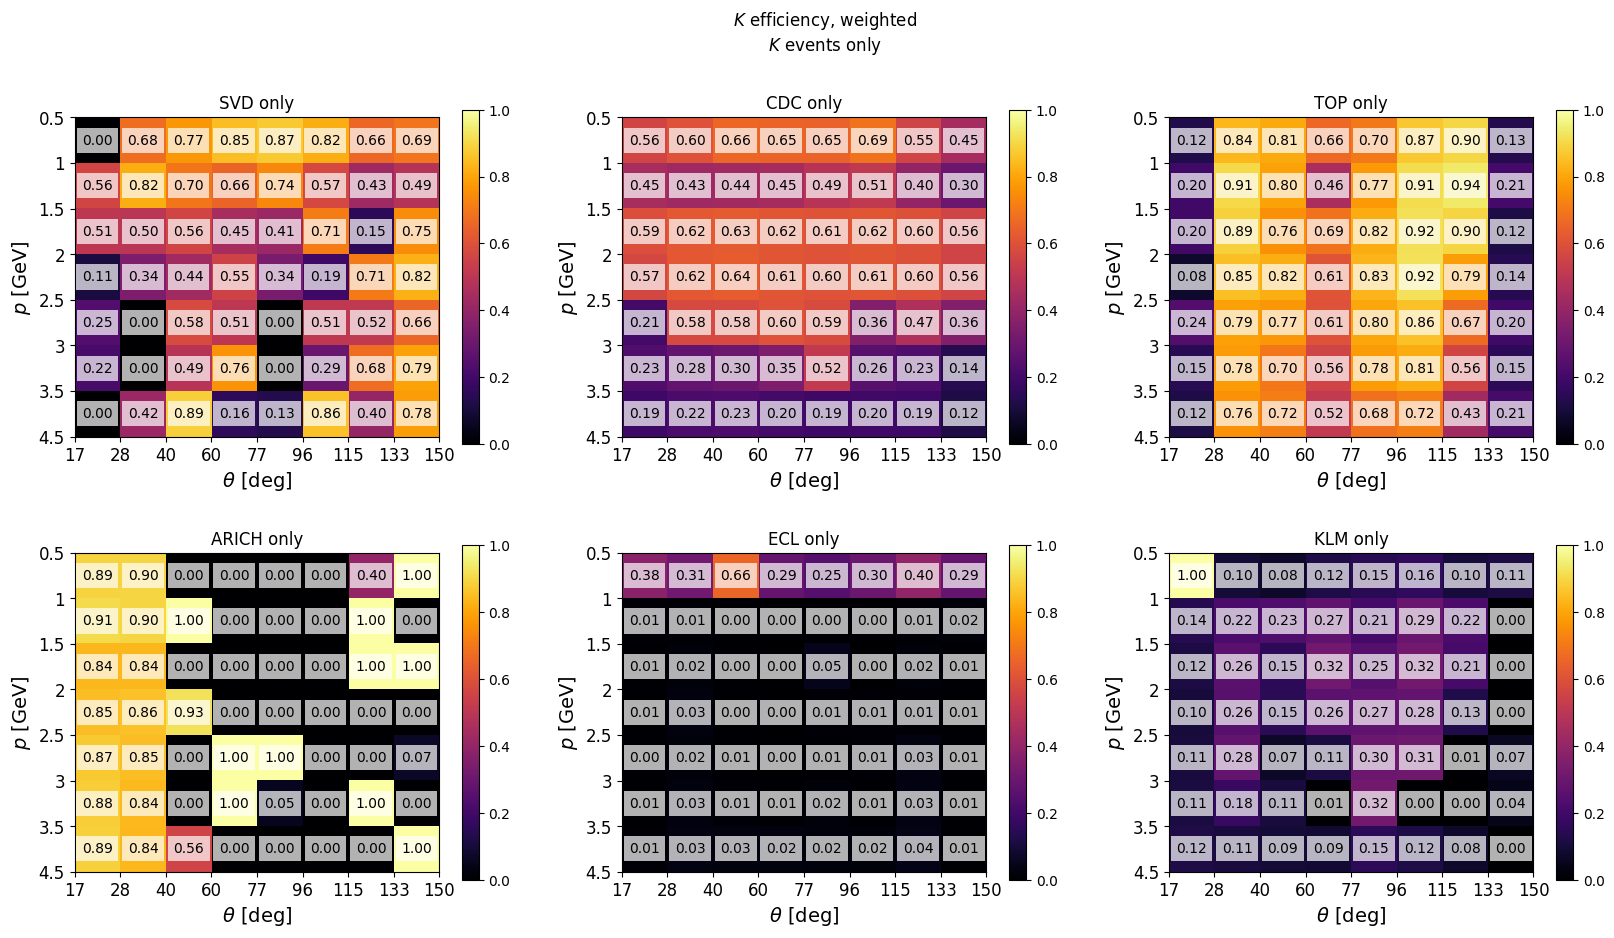 K efficiency, weighted
K events only
SVD only
0.5
1
1.5
2
2.5
3
3.5
4.5
p [GeV]
0.00 0.68 0.77 0.85 0.87 0.82 0.66 0.69
0.56 0.82 0.70 0.66 0.74 0.57 0.43 0.49
0.51 0.50 0.56 0.45 0.41 0.71 0.15 0.75
0.11 0.34 0.44 0.55 0.34 0.19 0.71 0.82
0.25 0.00 0.58 0.51 0.00 0.51 0.52 0.66
0.22 0.00 0.49 0.76 0.00 0.29 0.68 0.79
0.00 0.42 0.89 0.16 0.13 0.86 0.40 0.78
17 28 40 60 77 96 115 133 150
θ [deg]
1.0
0.8
0.6
0.4
0.2
0.0
CDC only
0.5
1
1.5
2
2.5
3
3.5
4.5
p [GeV]
0.56 0.60 0.66 0.65 0.65 0.69 0.55 0.45
0.45 0.43 0.44 0.45 0.49 0.51 0.40 0.30
0.59 0.62 0.63 0.62 0.61 0.62 0.60 0.56
0.57 0.62 0.64 0.61 0.60 0.61 0.60 0.56
0.21 0.58 0.58 0.60 0.59 0.36 0.47 0.36
0.23 0.28 0.30 0.35 0.52 0.26 0.23 0.14
0.19 0.22 0.23 0.20 0.19 0.20 0.19 0.12
17 28 40 60 77 96 115 133 150
θ [deg]
1.0
0.8
0.6
0.4
0.2
0.0
TOP only
0.5
1
1.5
2
2.5
3
3.5
4.5
p [GeV]
0.12 0.84 0.81 0.66 0.70 0.87 0.90 0.13
0.20 0.91 0.80 0.46 0.77 0.91 0.94 0.21
0.20 0.89 0.76 0.69 0.82 0.92 0.90 0.12
0.08 0.85 0.82 0.61 0.83 0.92 0.79 0.14
0.24 0.79 0.77 0.61 0.80 0.86 0.67 0.20
0.15 0.78 0.70 0.56 0.78 0.81 0.56 0.15
0.12 0.76 0.72 0.52 0.68 0.72 0.43 0.21
17 28 40 60 77 96 115 133 150
θ [deg]
1.0
0.8
0.6
0.4
0.2
0.0
ARICH only
0.5
1
1.5
2
2.5
3
3.5
4.5
p [GeV]
0.89 0.90 0.00 0.00 0.00 0.00 0.40 1.00
0.91 0.90 1.00 0.00 0.00 0.00 1.00 0.00
0.84 0.84 0.00 0.00 0.00 0.00 1.00 1.00
0.85 0.86 0.93 0.00 0.00 0.00 0.00 0.00
0.87 0.85 0.00 1.00 1.00 0.00 0.00 0.07
0.88 0.84 0.00 1.00 0.05 0.00 1.00 0.00
0.89 0.84 0.56 0.00 0.00 0.00 0.00 1.00
17 28 40 60 77 96 115 133 150
θ [deg]
1.0
0.8
0.6
0.4
0.2
0.0
ECL only
0.5
1
1.5
2
2.5
3
3.5
4.5
p [GeV]
0.38 0.31 0.66 0.29 0.25 0.30 0.40 0.29
0.01 0.01 0.00 0.00 0.00 0.00 0.01 0.02
0.01 0.02 0.00 0.00 0.05 0.00 0.02 0.01
0.01 0.03 0.00 0.00 0.01 0.01 0.01 0.01
0.00 0.02 0.01 0.00 0.01 0.01 0.03 0.01
0.01 0.03 0.01 0.01 0.02 0.01 0.03 0.01
0.01 0.03 0.03 0.02 0.02 0.02 0.04 0.01
17 28 40 60 77 96 115 133 150
θ [deg]
1.0
0.8
0.6
0.4
0.2
0.0
KLM only
0.5
1
1.5
2
2.5
3
3.5
4.5
p [GeV]
1.00 0.10 0.08 0.12 0.15 0.16 0.10 0.11
0.14 0.22 0.23 0.27 0.21 0.29 0.22 0.00
0.12 0.26 0.15 0.32 0.25 0.32 0.21 0.00
0.10 0.26 0.15 0.26 0.27 0.28 0.13 0.00
0.11 0.28 0.07 0.11 0.30 0.31 0.01 0.07
0.11 0.18 0.11 0.01 0.32 0.00 0.00 0.04
0.12 0.11 0.09 0.09 0.15 0.12 0.08 0.00
17 28 40 60 77 96 115 133 150
θ [deg]
1.0
0.8
0.6
0.4
0.2
0.0